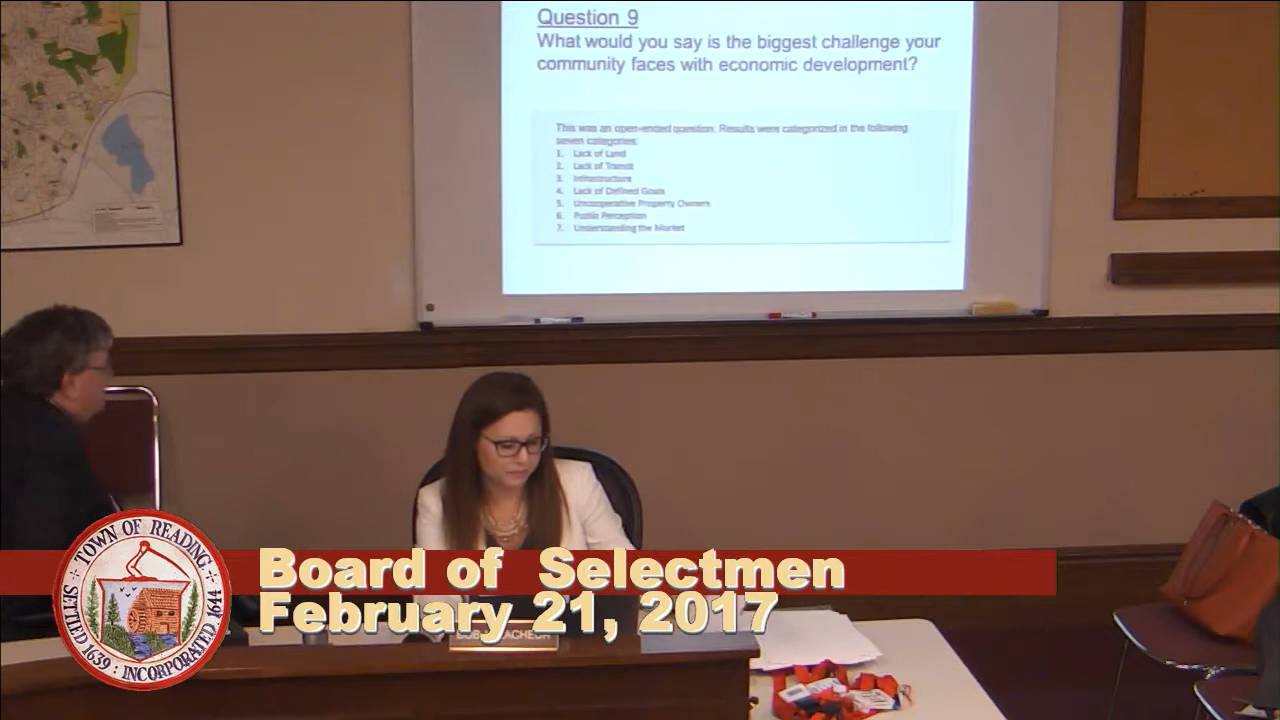 Question 9
What would you say is the biggest challenge your
community faces with economic development?
This was an open-ended question. Results were categorized in the following
seven categories:
1. Lack of Land
2. Lack of Transit
3. Infrastructure
4. Lack of Defined Goals
5. Uncooperative Property Owners
6. Public Perception
7. Understanding the Market
TOWN OF READING
SETTLED 1639 : INCORPORATED 1644
Board of Selectmen
February 21, 2017